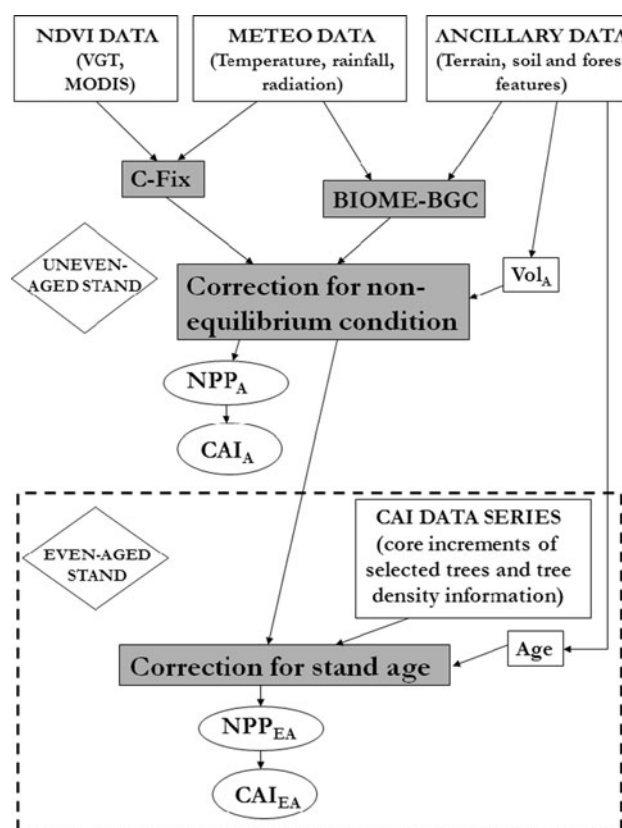 NDVI DATA
(VGT,
MODIS)
METEO DATA
(Temperature, rainfall,
radiation)
ANCILLARY DATA
(Terrain, soil and fores
features)
C-Fix
BIOME-BGC
UNEVEN-
AGED STAND
Correction for non-
equilibrium condition
VolA
NPPA
CAIA
EVEN-AGED
STAND
CAI DATA SERIES
(core increments of
selected trees and tree
density information)
Correction for stand age
Age
NPPEA
CAIEA